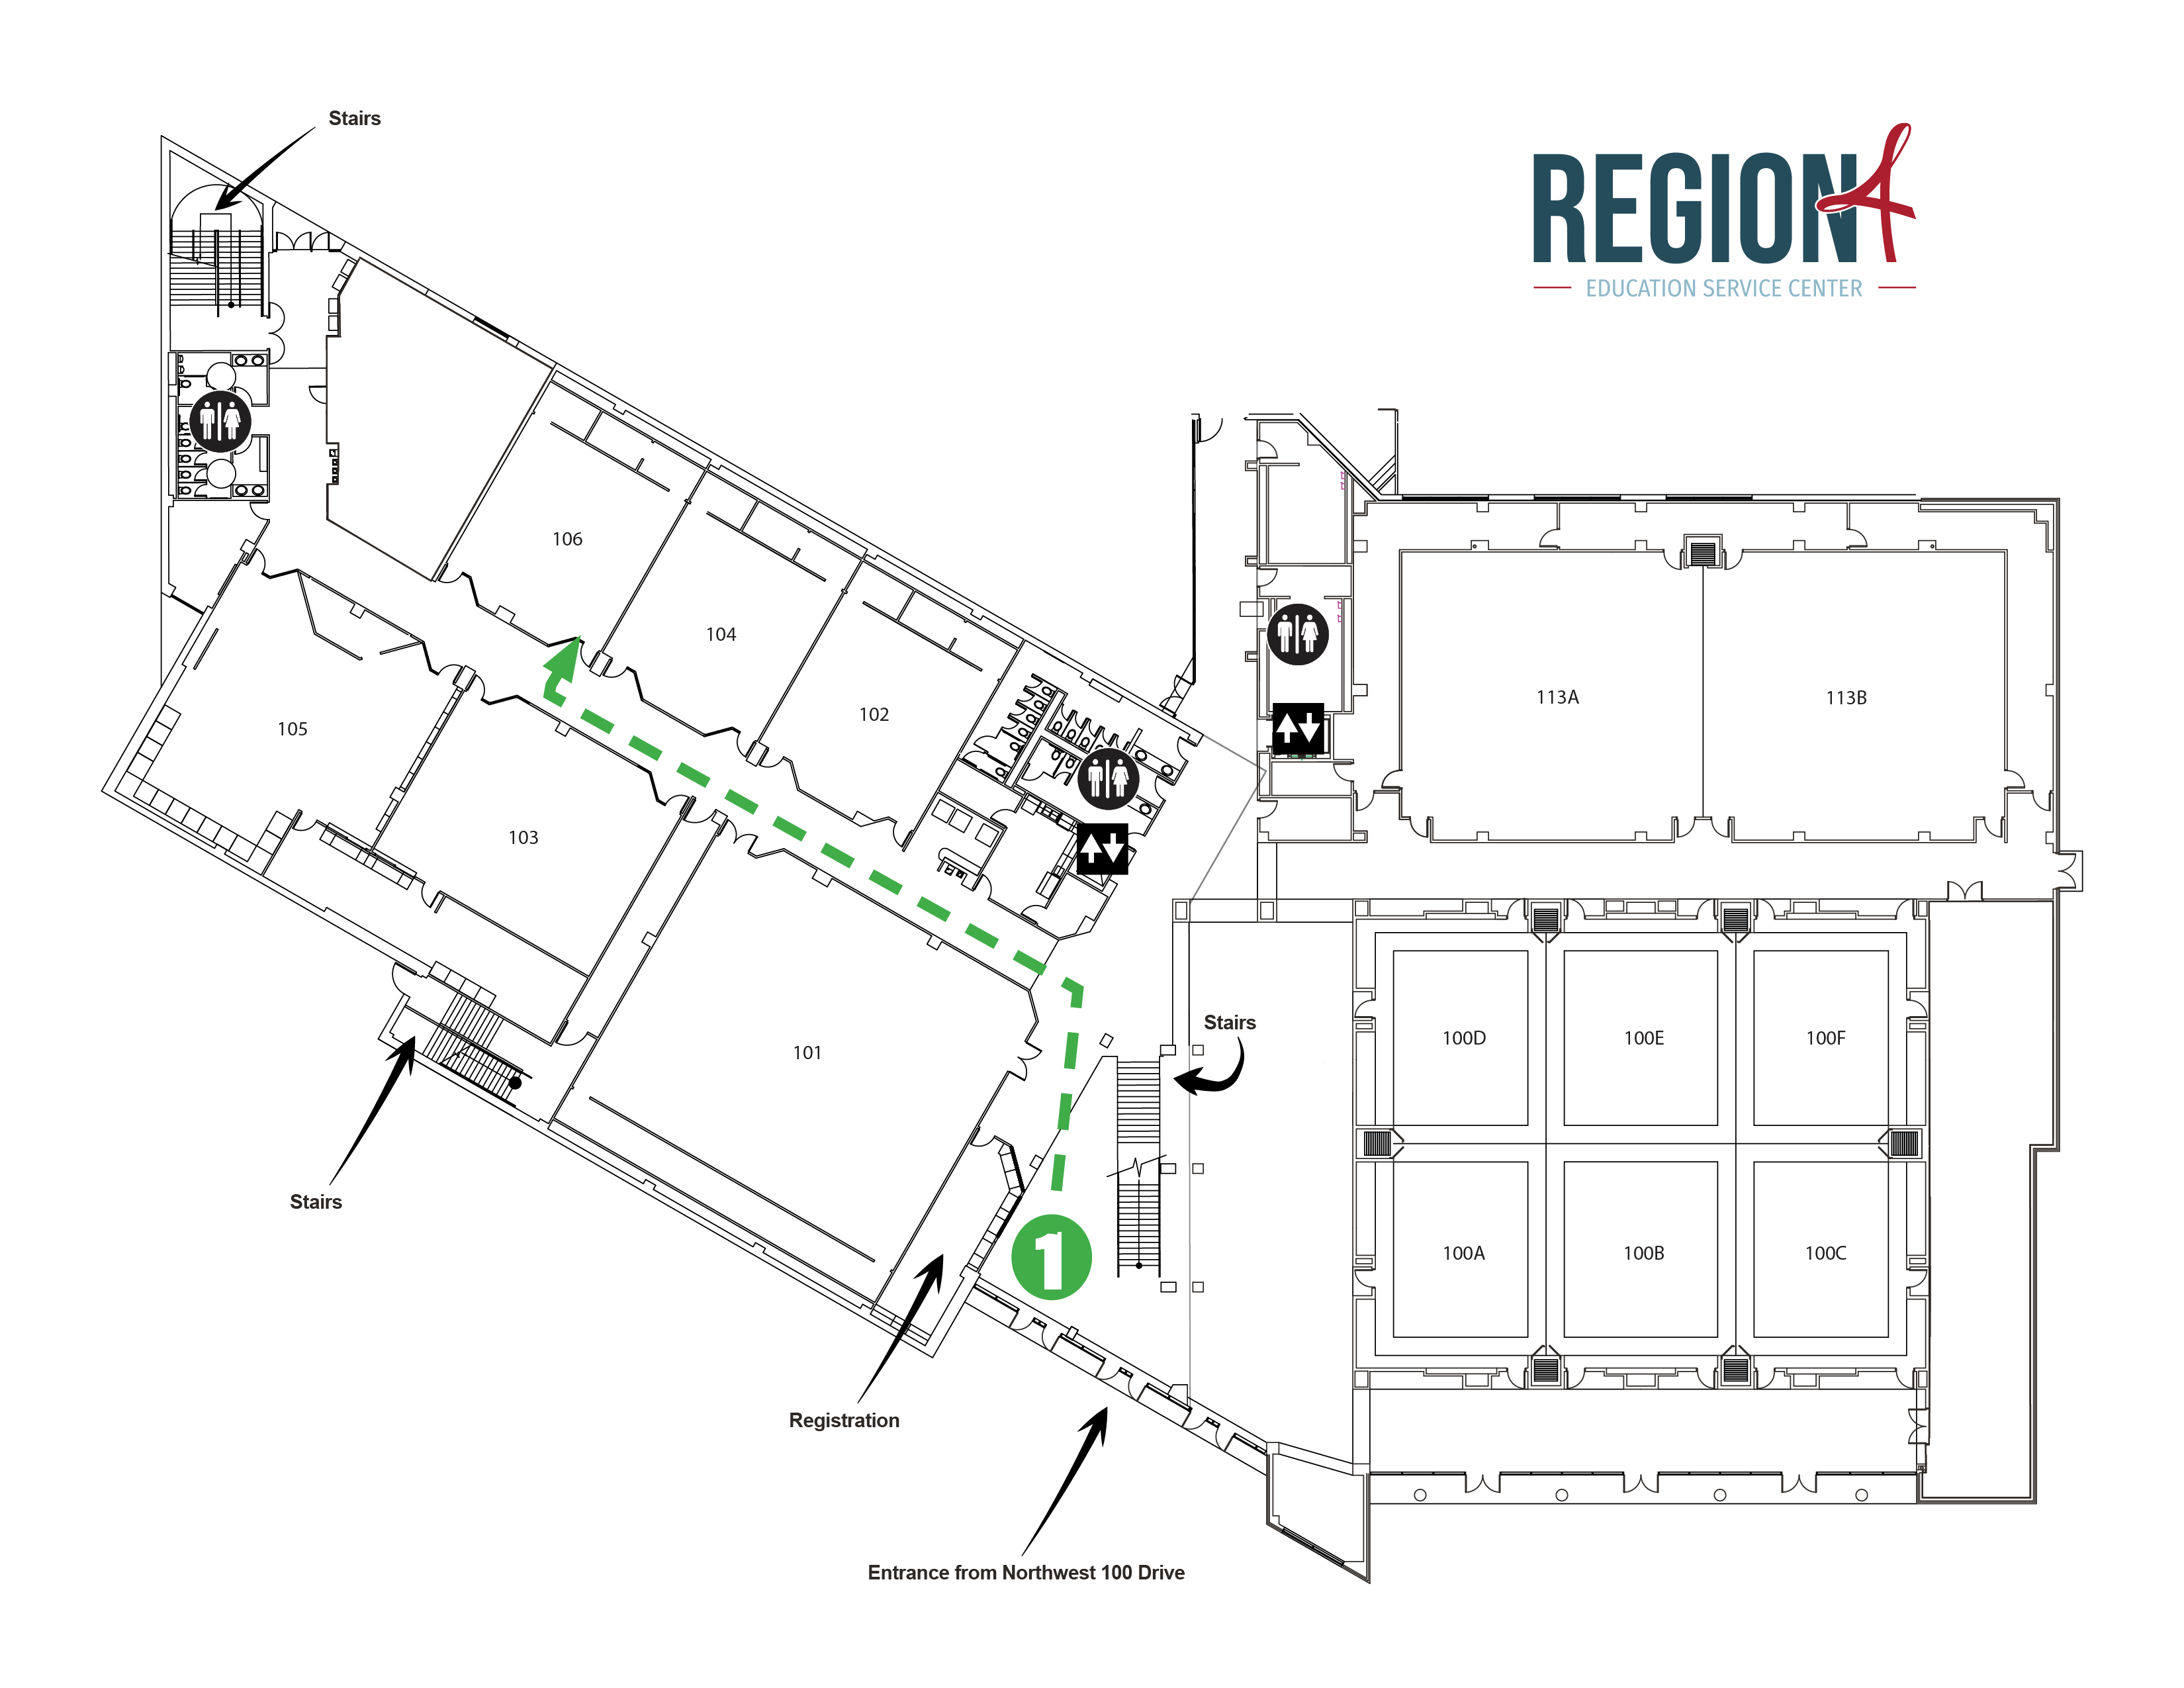 Stairs
REGION 4
EDUCATION SERVICE CENTER
106
104
102
113A
113B
105
103
101
Stairs
100D
100E
100F
Stairs
1
100A
100B
100C
Registration
Entrance from Northwest 100 Drive